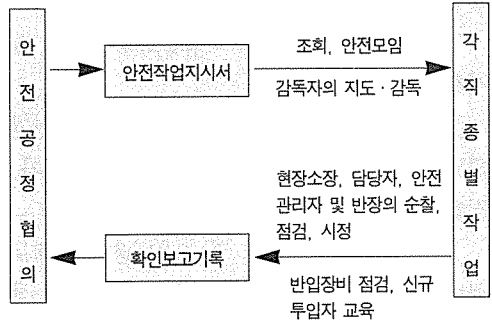 안전공정협의
안전작업지시서
조회, 안전모임
감독자의 지도 · 감독
각직종별작업
현장소장, 담당자, 안전
관리자 및 반장의 순찰,
점검, 시정
확인보고기록
반입장비 점검, 신규
투입자 교육